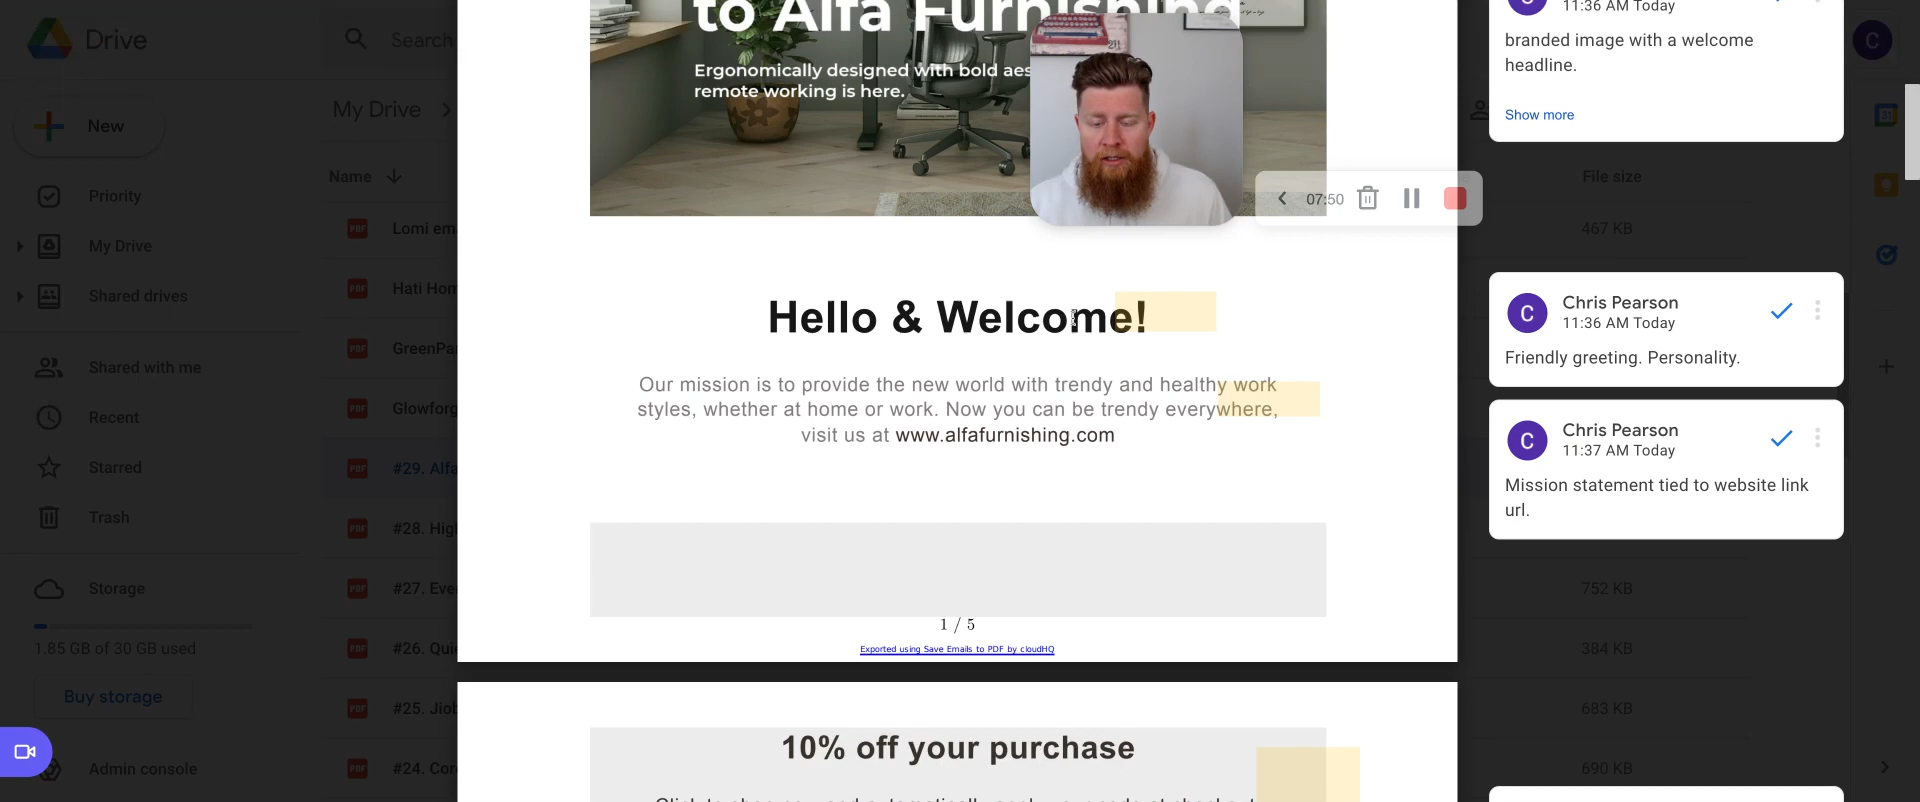 Drive
Search
New
My Drive
Name
File size
Priority
My Drive
Shared drives
Shared with me
Recent
Starred
Trash
Storage
1.85 GB of 30 GB used
Buy storage
Admin console
Lomi em
Hati Hom
GreenPa
Glowforg
#29. Alfa
#28. Hig
#27. Eve
#26. Qui
#25. Jiob
#24. Cor
to Alfa Furnishing
Ergonomically designed with bold aes
remote working is here.
07:50
Hello & Welcome!
Our mission is to provide the new world with trendy and healthy work
styles, whether at home or work. Now you can be trendy everywhere,
visit us at www.alfafurnishing.com
1 / 5
Exported using Save Emails to PDF by cloudHQ
10% off your purchase
11:36 AM Today
branded image with a welcome
headline.
Show more
C
467 KB
C
Chris Pearson
11:36 AM Today
Friendly greeting. Personality.
C
Chris Pearson
11:37 AM Today
Mission statement tied to website link
url.
752 KB
384 KB
683 KB
690 KB